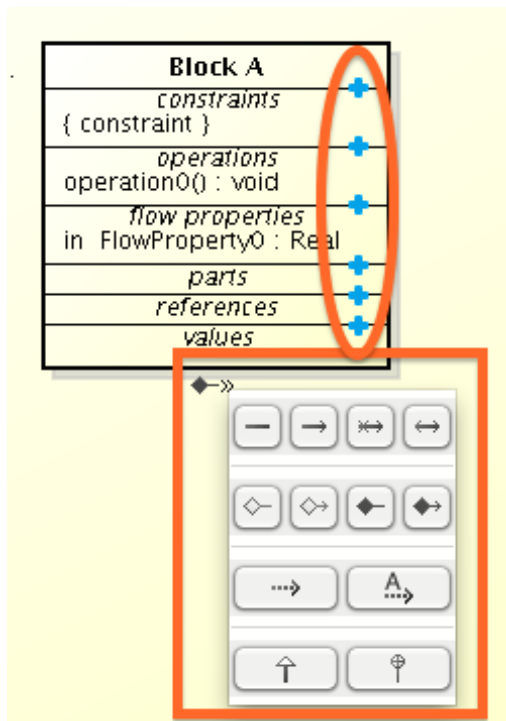 Block A
constraints
{ constraint }
operations
operation0() : void
flow properties
in FlowProperty0 : Real
parts
references
values
A